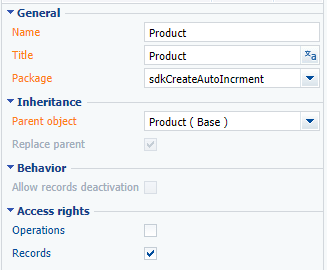 General
Name Product
Title Product
Package sdkCreateAutoIncrment
Inheritance
Parent object Product ( Base )
Replace parent
Behavior
Allow records deactivation
Access rights
Operations
Records